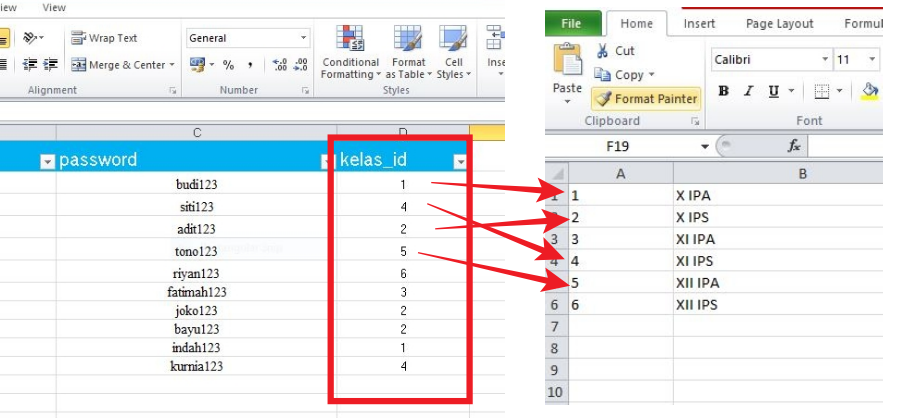 iew View
Wrap Text
General
Merge & Center
% , .00 .0
Conditional Formatting
Format as Table
Cell Styles
Inse
Alignment
Number
Styles
C D
password kelas_id
budi123 1
siti123 4
adit123 2
tono123 5
riyan123 6
fatimah123 3
joko123 2
bayu123 2
indah123 1
kurnia123 4
File Home Insert Page Layout Formul
Cut
Copy
Paste
Format Painter
Clipboard
Calibri 11
B I U
Font
F19 fx
A B
1 1 X IPA
2 2 X IPS
3 3 XI IPA
4 4 XI IPS
5 XII IPA
6 6 XII IPS
7
8
9
10